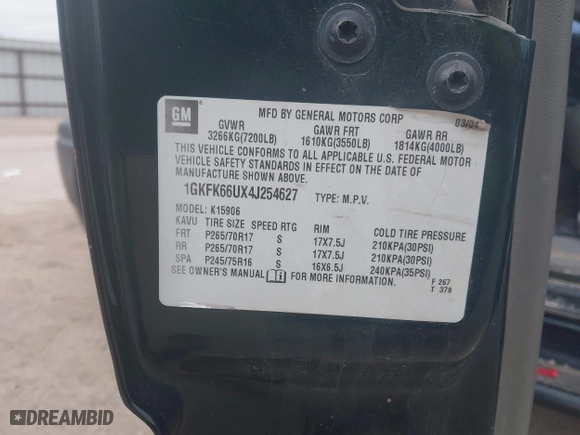 GM
MFD BY GENERAL MOTORS CORP
03/04
GVWR GAWR FRT GAWR RR
3266KG(7200LB) 1610KG(3550LB) 1814KG(4000LB)
THIS VEHICLE CONFORMS TO ALL APPLICABLE U.S. FEDERAL MOTOR
VEHICLE SAFETY STANDARDS IN EFFECT ON THE DATE OF
MANUFACTURE SHOWN ABOVE.
1GKFK66UX4J254627 TYPE: M.P.V.
MODEL: K15906
KAVU TIRE SIZE SPEED RTG RIM COLD TIRE PRESSURE
FRT P265/70R17 S 17X7.5J 210KPA(30PSI)
RR P265/70R17 S 17X7.5J 210KPA(30PSI)
SPA P245/75R16 S 16X6.5J 240KPA(35PSI)
SEE OWNER'S MANUAL FOR MORE INFORMATION.
F 267
T 378
DREAMBID